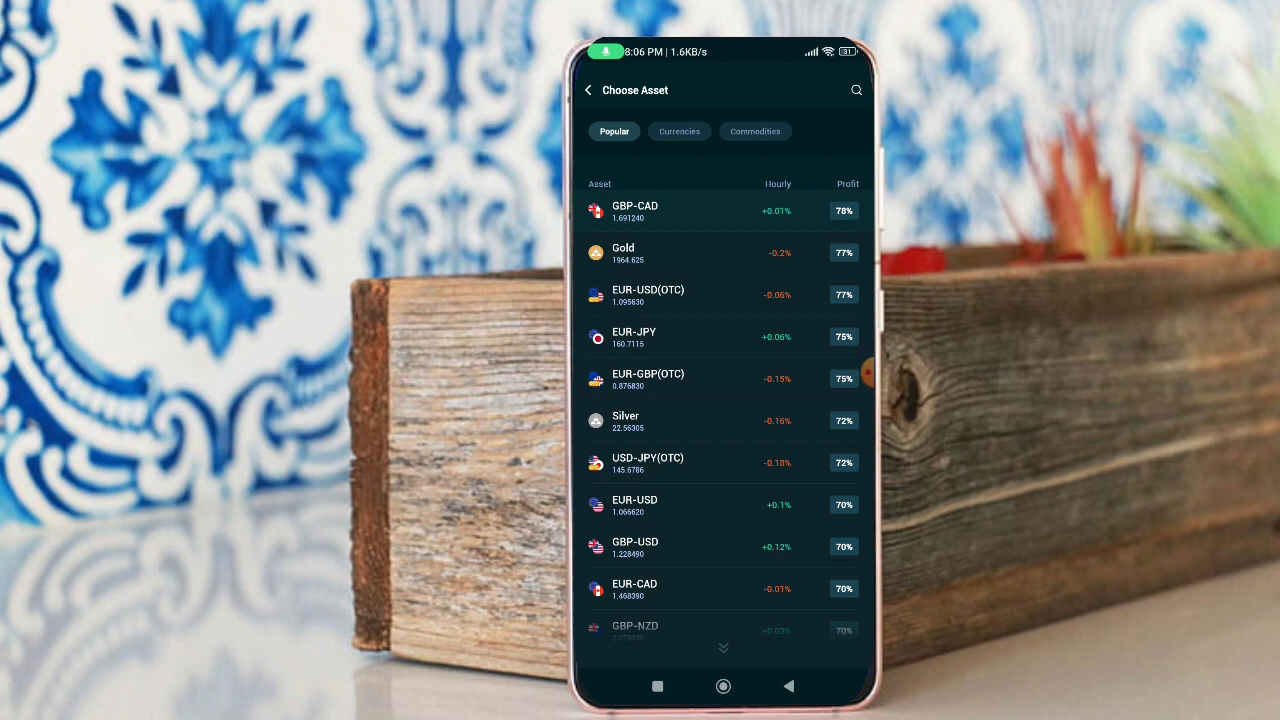 8:06 PM | 1.6KB/s 81
Choose Asset
Popular Currencies Commodities
Asset Hourly Profit
GBP-CAD
1.691240 +0.01% 78%
Gold
1964.625 -0.2% 77%
EUR-USD(OTC)
1.095630 -0.06% 77%
EUR-JPY
160.7115 +0.06% 75%
EUR-GBP(OTC)
0.876830 -0.15% 75%
Silver
22.56305 -0.16% 72%
USD-JPY(OTC)
145.6786 -0.18% 72%
EUR-USD
1.066620 +0.1% 70%
GBP-USD
1.228490 +0.12% 70%
EUR-CAD
1.468390 -0.01% 70%
GBP-NZD
+0.03% 70%